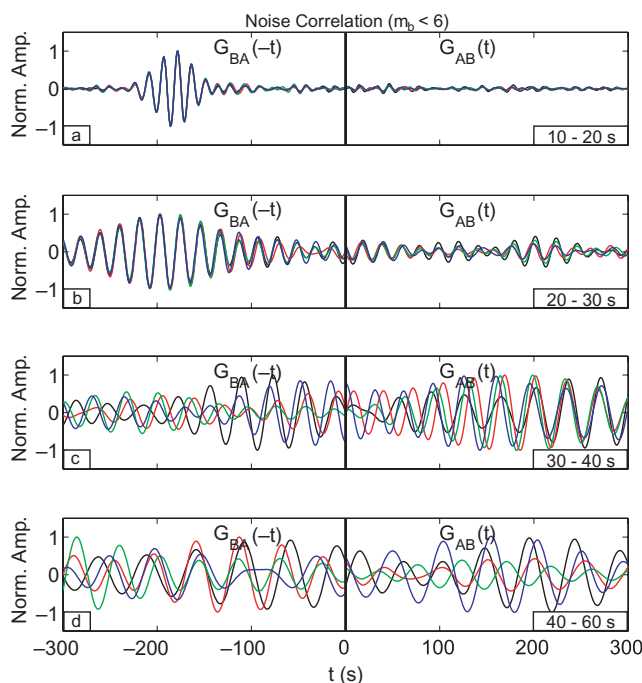 Noise Correlation (m_b < 6)
Norm. Amp.
1
0
–1
G_BA(–t)
G_AB(t)
a
10 - 20 s
Norm. Amp.
1
0
–1
G_BA(–t)
G_AB(t)
b
20 - 30 s
Norm. Amp.
1
0
–1
G_BA(–t)
G_AB(t)
c
30 - 40 s
Norm. Amp.
1
0
–1
G_BA(–t)
G_AB(t)
d
40 - 60 s
–300 –200 –100 0 100 200 300
t (s)